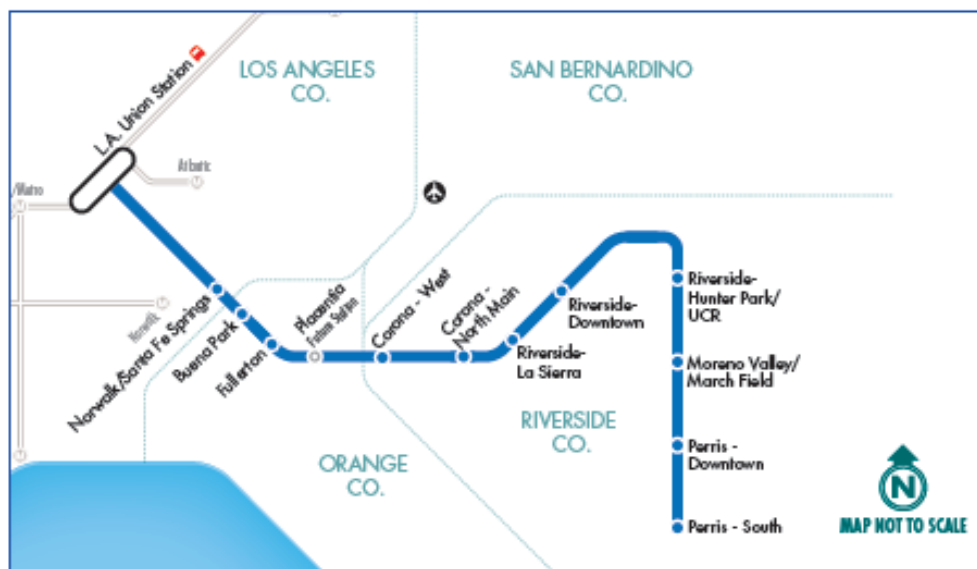 LOS ANGELES
CO.
SAN BERNARDINO
CO.
L.A. Union Station
Atlantic
/Metro
Norwalk
Norwalk/Santa Fe Springs
Buena Park
Fullerton
Placentia
Future Station
Corona - West
Corona -
North Main
Riverside-
La Sierra
Riverside-
Downtown
Riverside-
Hunter Park/
UCR
Moreno Valley/
March Field
Perris -
Downtown
Perris - South
RIVERSIDE
CO.
ORANGE
CO.
N
MAP NOT TO SCALE